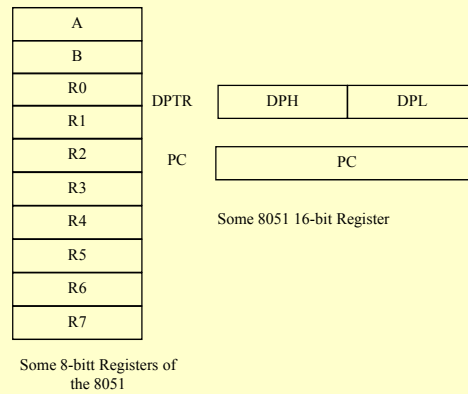 A
B
R0
R1
R2
R3
R4
R5
R6
R7
Some 8-bitt Registers of
the 8051
DPTR DPH DPL
PC PC
Some 8051 16-bit Register